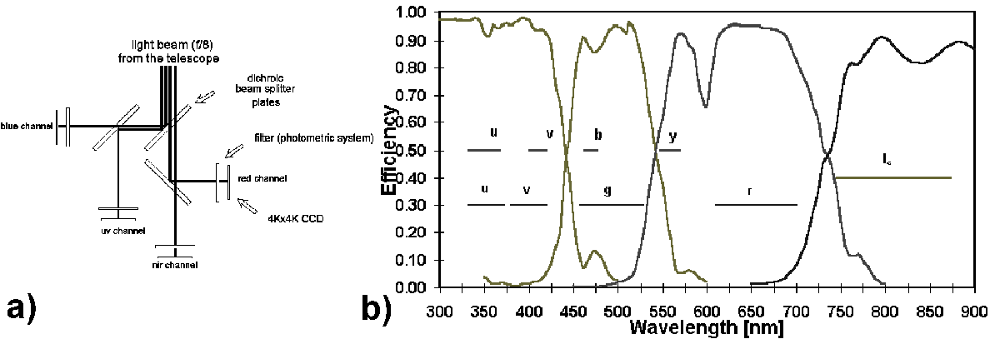 light beam (f/8)
from the telescope
dichroic
beam splitter
plates
blue channel
filter (photometric system)
red channel
4Kx4K CCD
uv channel
nir channel
a)
1.00
0.90
0.80
0.70
0.60
0.50
0.40
0.30
0.20
0.10
0.00
Efficiency
u v b y
Ic
u v g r
300 350 400 450 500 550 600 650 700 750 800 850 900
Wavelength [nm]
b)